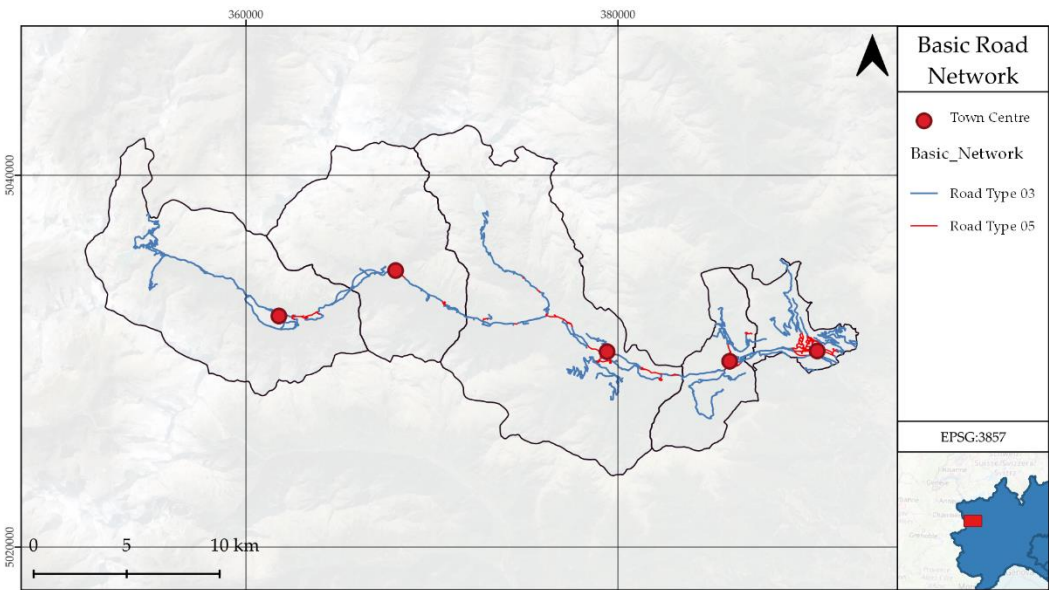 360000
380000
5040000
5020000
0
5
10 km
Basic Road
Network
Town Centre
Basic_Network
Road Type 03
Road Type 05
EPSG:3857